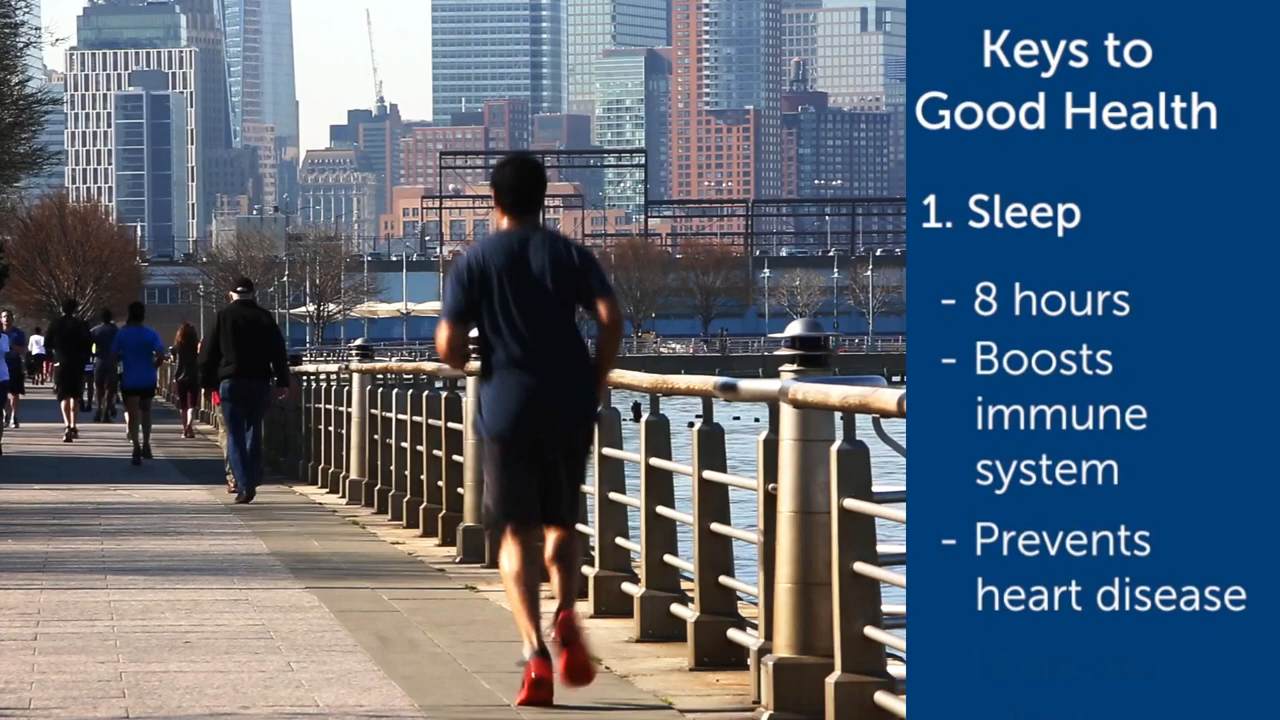 Keys to
Good Health
1. Sleep
- 8 hours
- Boosts
immune
system
- Prevents
heart disease